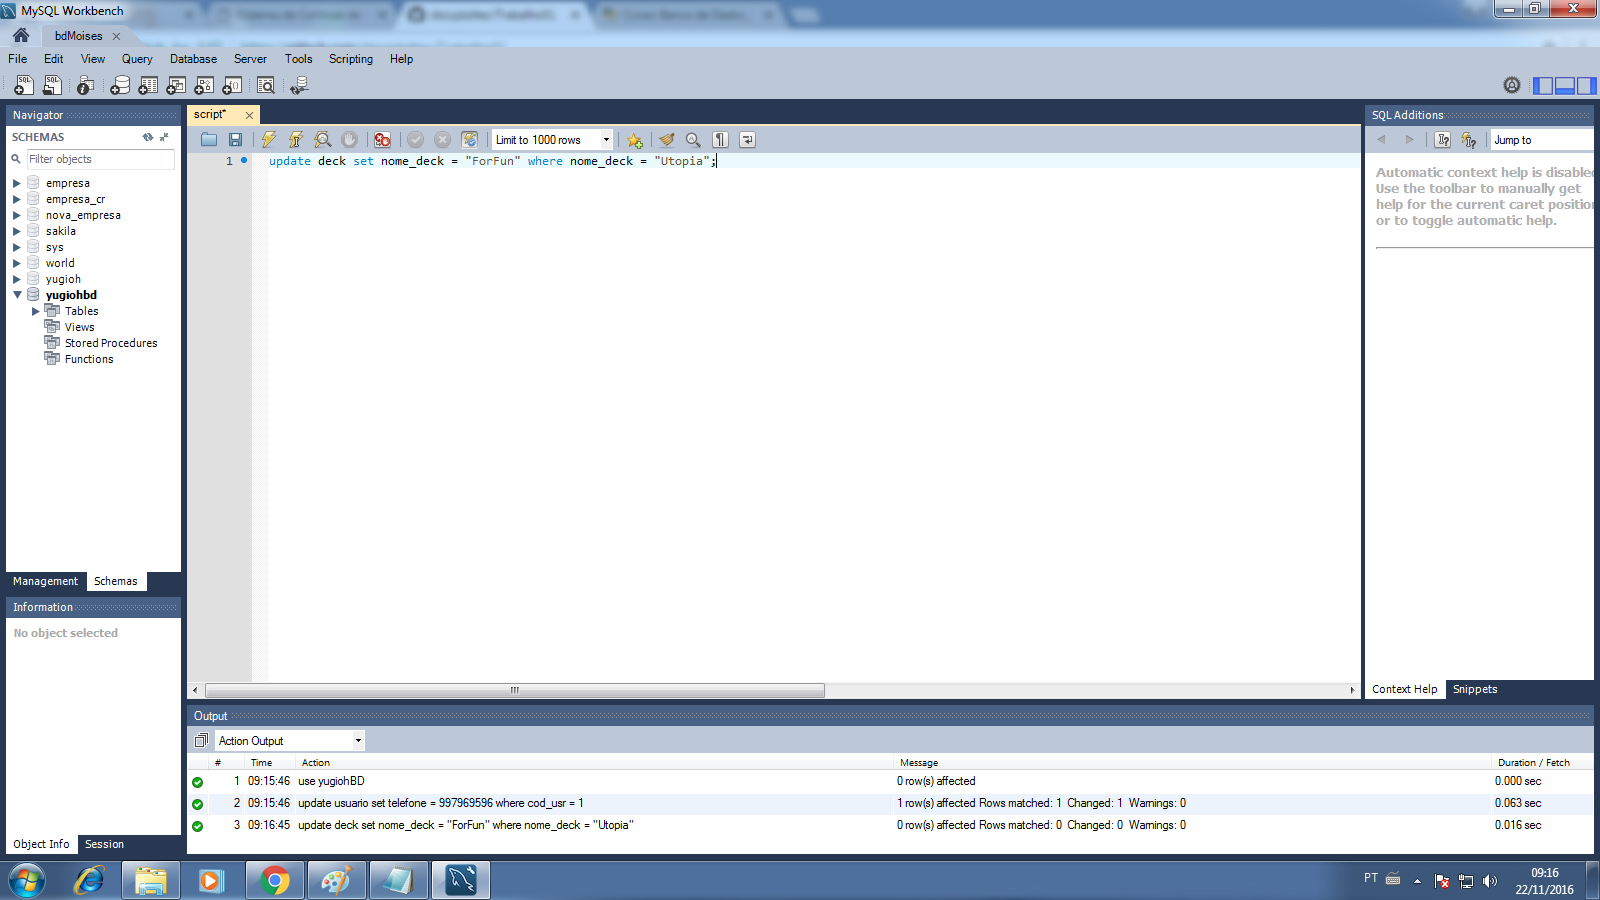 MySQL Workbench
bdMoises
File Edit View Query Database Server Tools Scripting Help
Navigator
SCHEMAS
Filter objects
empresa
empresa_cr
nova_empresa
sakila
sys
world
yugioh
yugiohbd
Tables
Views
Stored Procedures
Functions
Management Schemas
Information
No object selected
Object Info Session
script*
Limit to 1000 rows
1 update deck set nome_deck = "ForFun" where nome_deck = "Utopia";
SQL Additions
Jump to
Automatic context help is disabled
Use the toolbar to manually get
help for the current caret position
or to toggle automatic help.
Context Help Snippets
Output
Action Output
# Time Action Message Duration / Fetch
1 09:15:46 use yugiohBD 0 row(s) affected 0.000 sec
2 09:15:46 update usuario set telefone = 997969596 where cod_usr = 1 1 row(s) affected Rows matched: 1 Changed: 1 Warnings: 0 0.063 sec
3 09:16:45 update deck set nome_deck = "ForFun" where nome_deck = "Utopia" 0 row(s) affected Rows matched: 0 Changed: 0 Warnings: 0 0.016 sec
PT
09:16
22/11/2016